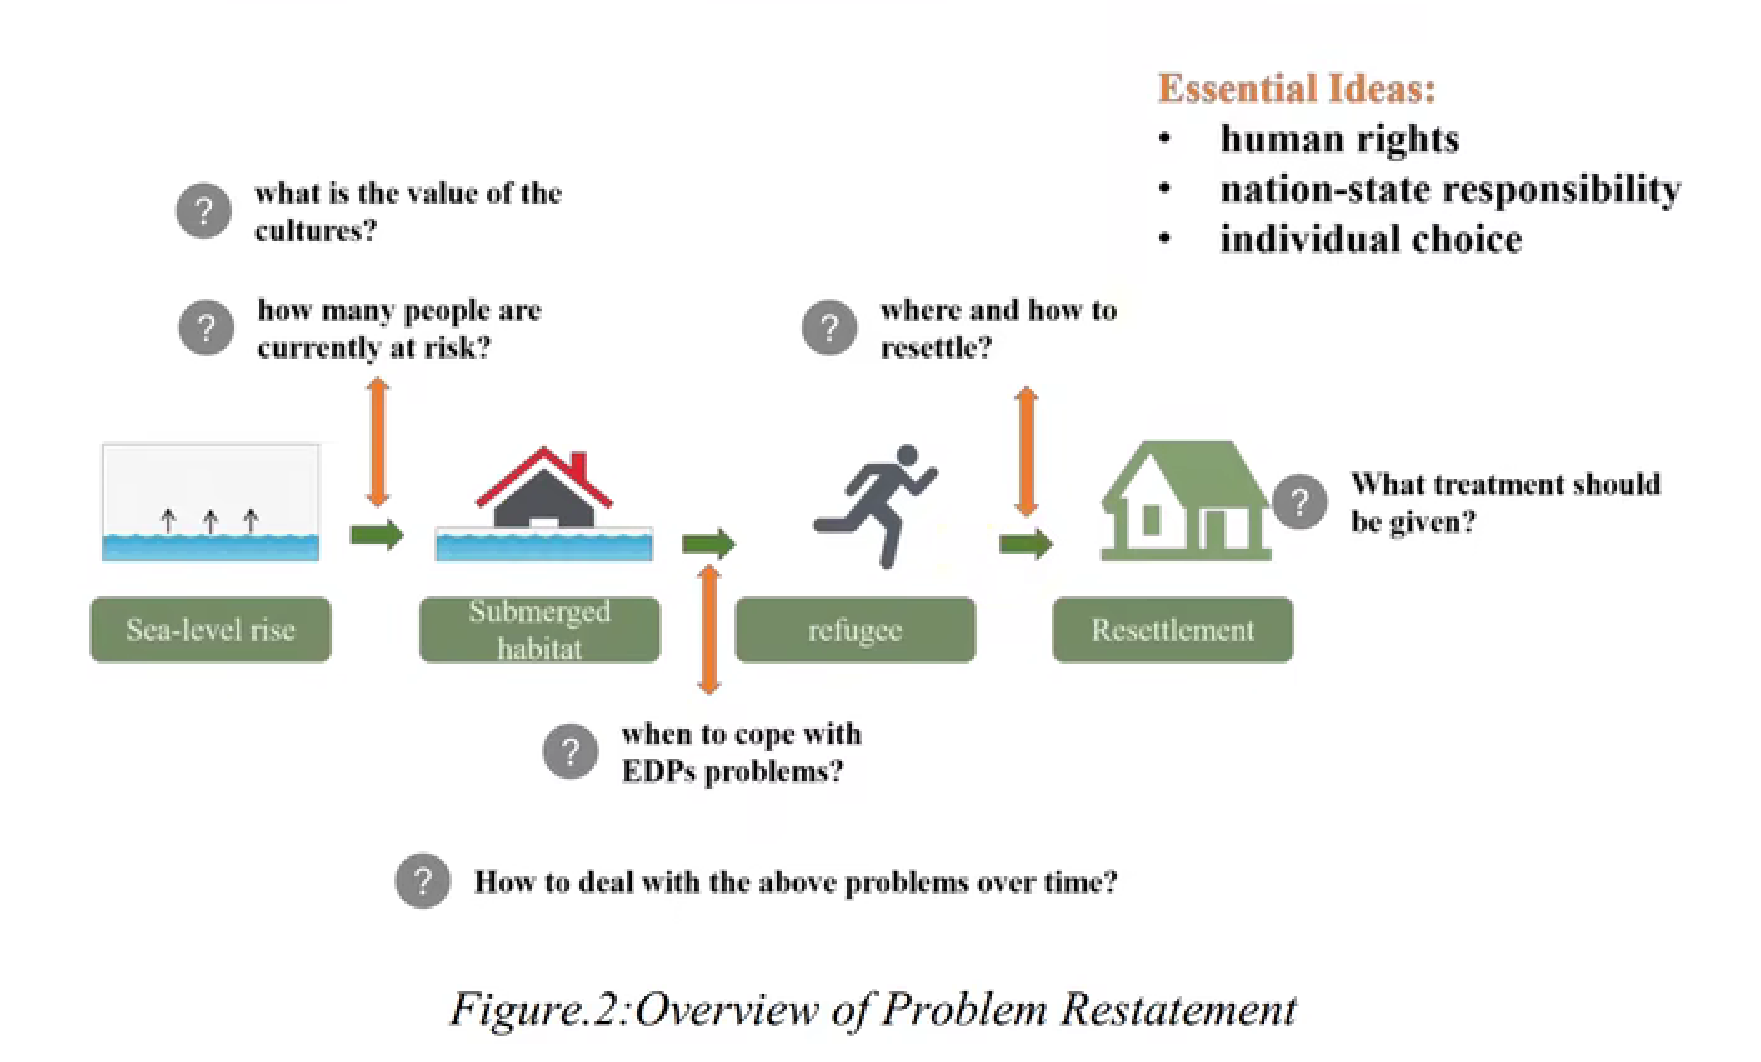 Essential Ideas:
• human rights
• nation-state responsibility
• individual choice
? what is the value of the
cultures?
? how many people are
currently at risk?
? where and how to
resettle?
? What treatment should
be given?
Sea-level rise
Submerged
habitat
refugee
Resettlement
? when to cope with
EDPs problems?
? How to deal with the above problems over time?
Figure.2:Overview of Problem Restatement